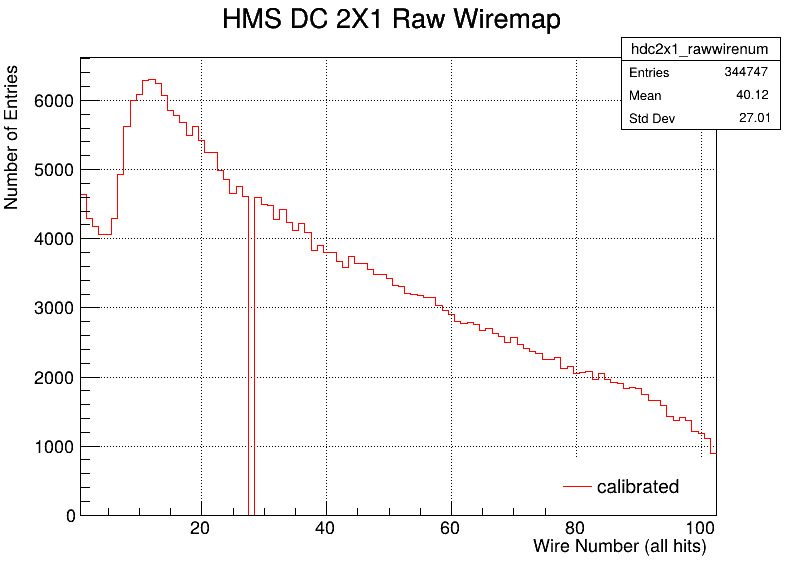 HMS DC 2X1 Raw Wiremap
hdc2x1_rawwirenum
Entries 344747
Mean 40.12
Std Dev 27.01
Number of Entries
6000
5000
4000
3000
2000
1000
0
calibrated
20 40 60 80 100
Wire Number (all hits)